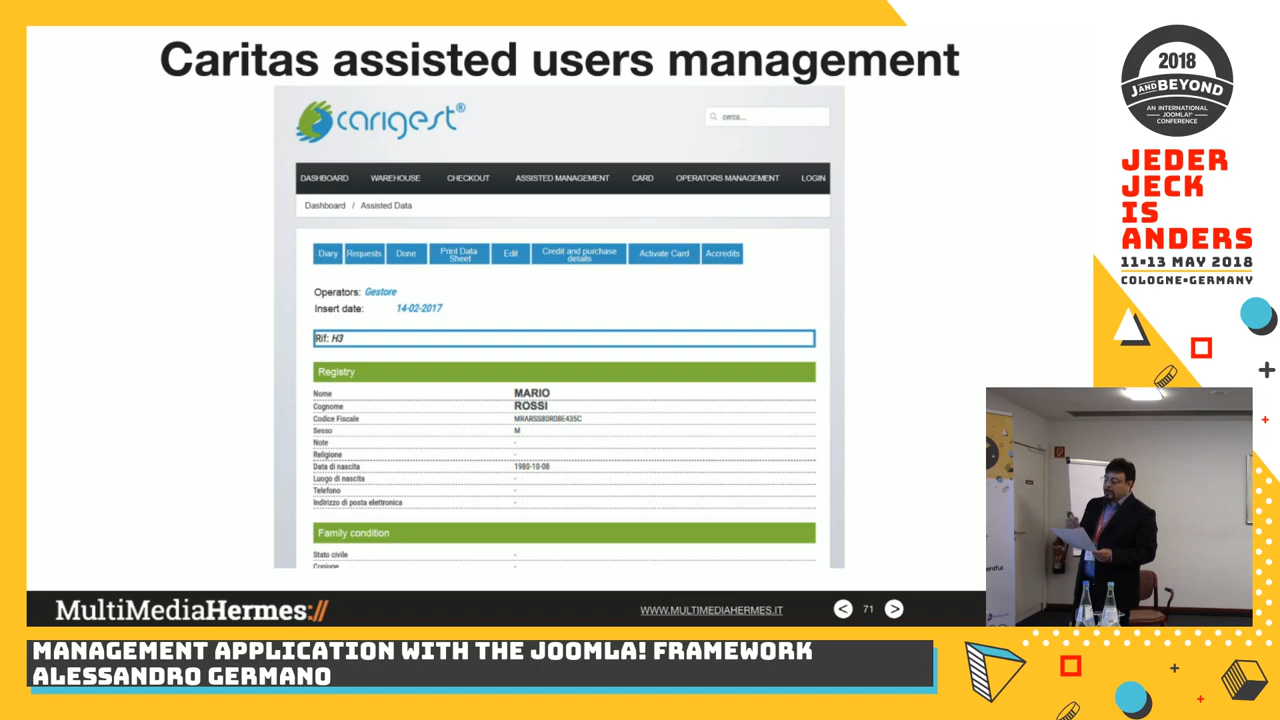 Caritas assisted users management
carigest®
cerca...
DASHBOARD WAREHOUSE CHECKOUT ASSISTED MANAGEMENT CARD OPERATORS MANAGEMENT LOGIN
Dashboard / Assisted Data
Diary Requests Done Print Data Sheet Edit Credit and purchase details Activate Card Accredits
Operators: Gestore
Insert date: 14-02-2017
Rif: H3
Registry
Nome MARIO
Cognome ROSSI
Codice Fiscale MRARSS80R08E435C
Sesso M
Note -
Religione -
Data di nascita 1980-10-08
Luogo di nascita -
Telefono -
Indirizzo di posta elettronica -
Family condition
Stato civile -
Coniuge -
MultiMediaHermes://
WWW.MULTIMEDIAHERMES.IT
< 71 >
2018
J AND BEYOND
AN INTERNATIONAL
JOOMLA!®
CONFERENCE
JEDER
JECK
IS
ANDERS
11•13 MAY 2018
COLOGNE•GERMANY
MANAGEMENT APPLICATION WITH THE JOOMLA! FRAMEWORK
ALESSANDRO GERMANO